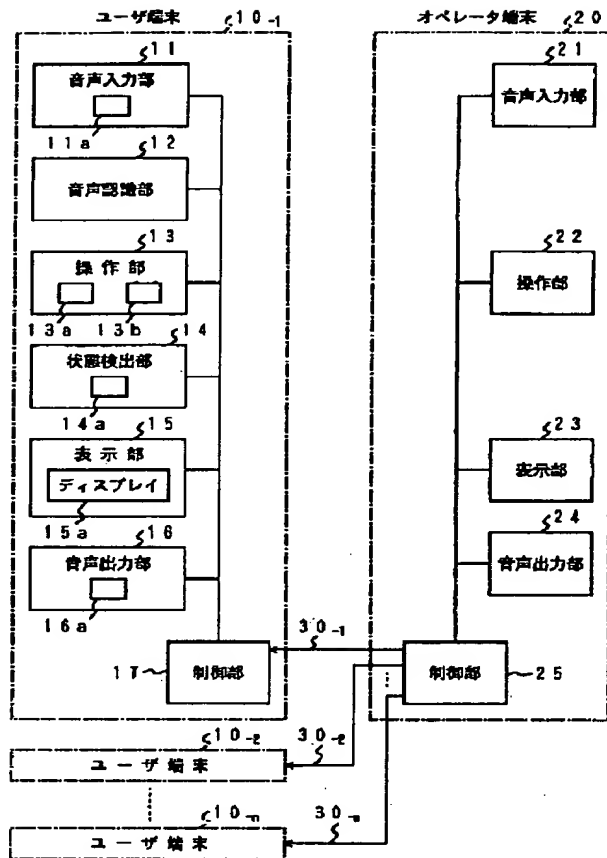 ユーザ端末
10-1
11
音声入力部
11a
12
音声認識部
13
操作部
13a
13b
14
状態検出部
14a
15
表示部
ディスプレイ
15a
16
音声出力部
16a
17
制御部
オペレータ端末
20
21
音声入力部
22
操作部
23
表示部
24
音声出力部
25
制御部
30-1
10-2
ユーザ端末
30-2
10-n
ユーザ端末
30-n